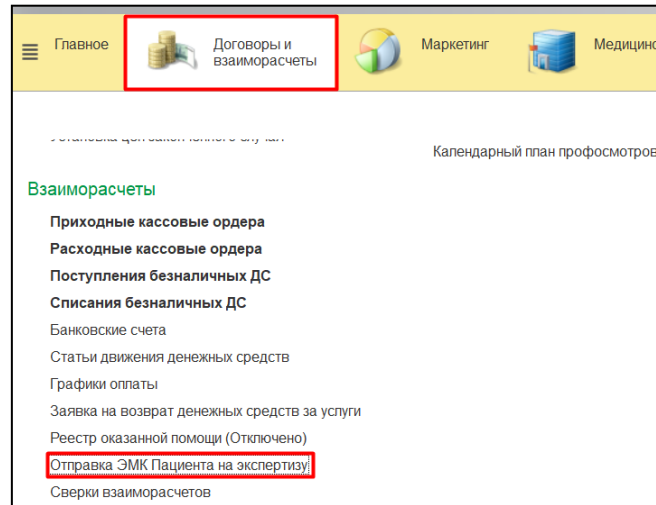 Главное
Договоры и
взаиморасчеты
Маркетинг
Медицинс
Календарный план профосмотров
Взаиморасчеты
Приходные кассовые ордера
Расходные кассовые ордера
Поступления безналичных ДС
Списания безналичных ДС
Банковские счета
Статьи движения денежных средств
Графики оплаты
Заявка на возврат денежных средств за услуги
Реестр оказанной помощи (Отключено)
Отправка ЭМК Пациента на экспертизу
Сверки взаиморасчетов